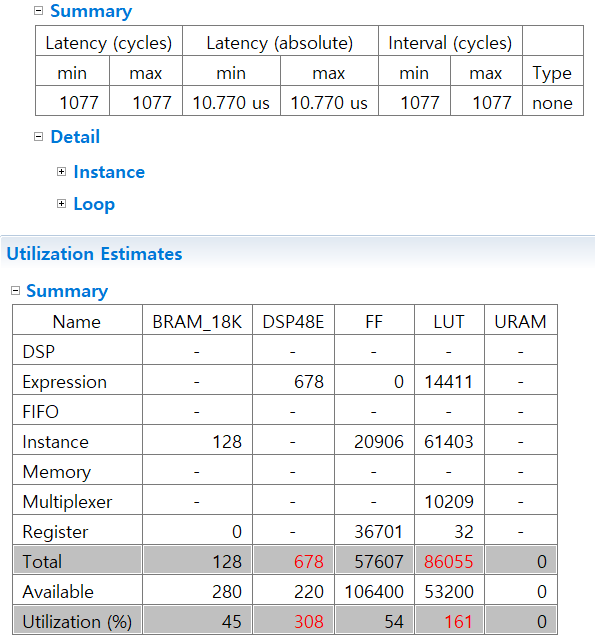 Summary
Latency (cycles) Latency (absolute) Interval (cycles)
min max min max min max Type
1077 1077 10.770 us 10.770 us 1077 1077 none
Detail
Instance
Loop
Utilization Estimates
Summary
Name BRAM_18K DSP48E FF LUT URAM
DSP - - - - -
Expression - 678 0 14411 -
FIFO - - - - -
Instance 128 - 20906 61403 -
Memory - - - - -
Multiplexer - - - 10209 -
Register 0 - 36701 32 -
Total 128 678 57607 86055 0
Available 280 220 106400 53200 0
Utilization (%) 45 308 54 161 0